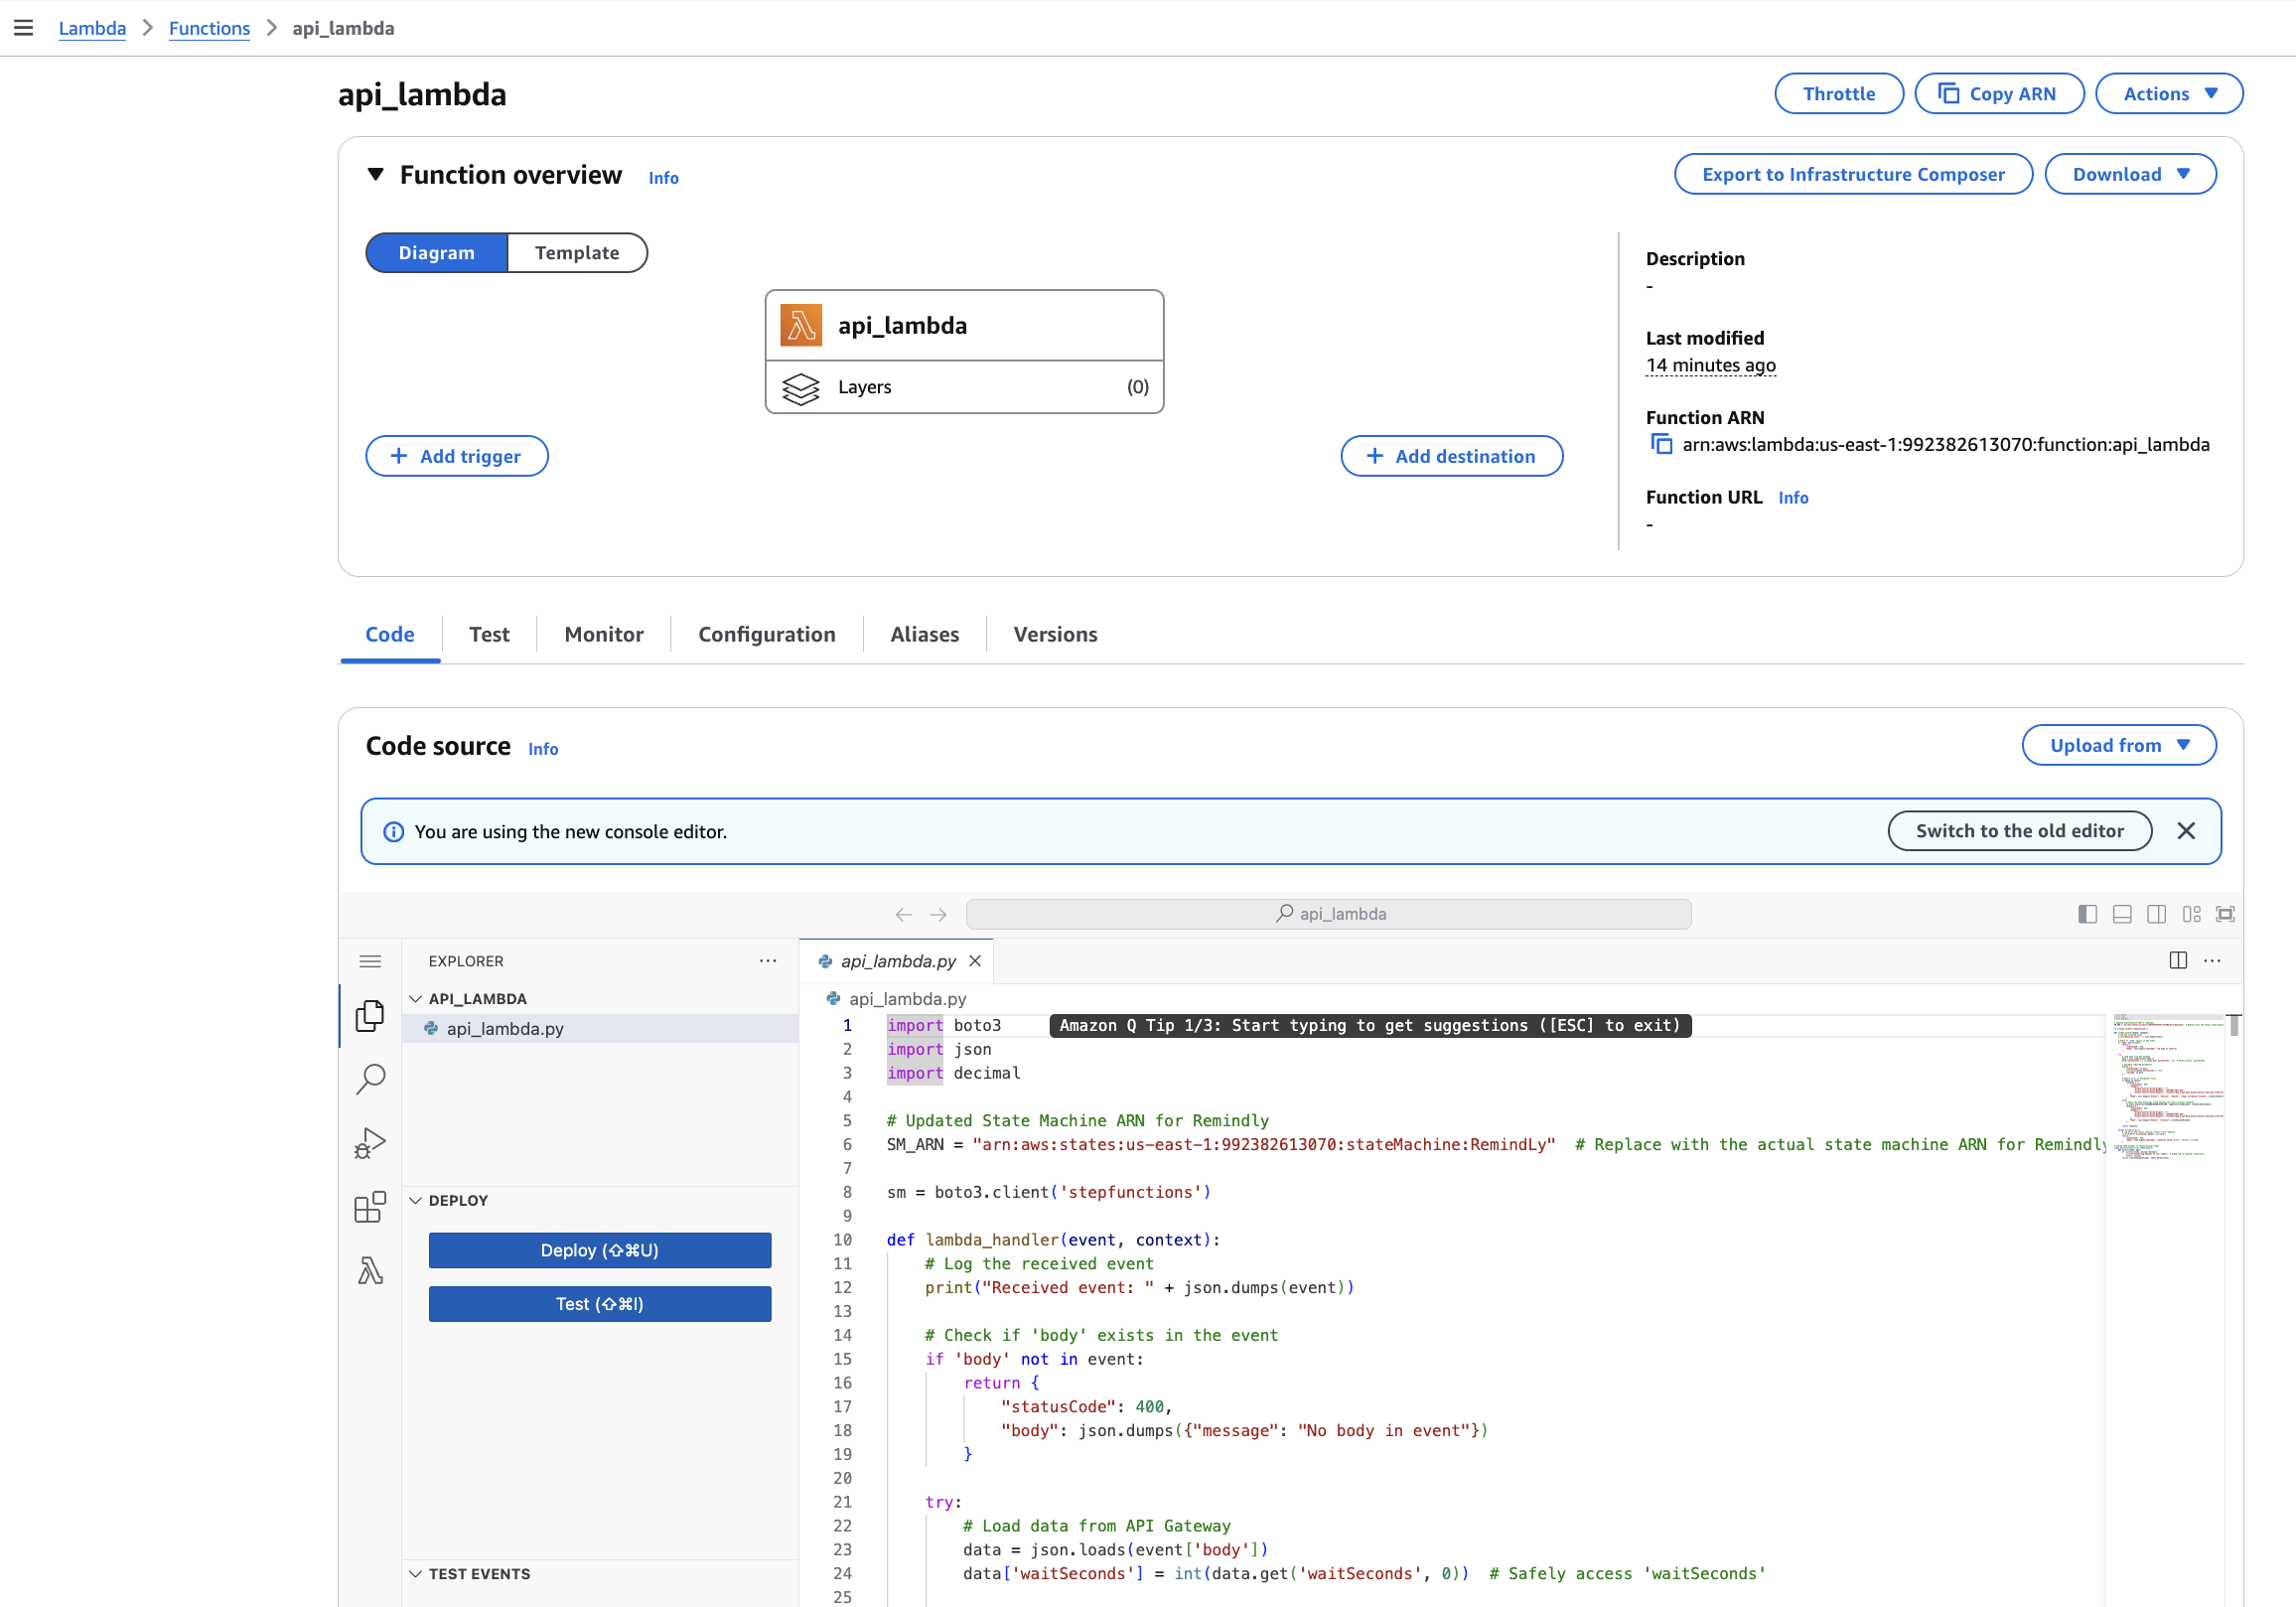 Lambda > Functions > api_lambda
api_lambda
Throttle
Copy ARN
Actions
Function overview Info
Export to Infrastructure Composer
Download
Diagram Template
api_lambda
Layers (0)
+ Add trigger
+ Add destination
Description
-
Last modified
14 minutes ago
Function ARN
arn:aws:lambda:us-east-1:992382613070:function:api_lambda
Function URL Info
-
Code Test Monitor Configuration Aliases Versions
Code source Info
Upload from
You are using the new console editor.
Switch to the old editor
api_lambda
EXPLORER
API_LAMBDA
api_lambda.py
DEPLOY
Deploy (⇧⌘U)
Test (⇧⌘I)
TEST EVENTS
api_lambda.py
api_lambda.py
1 import boto3 Amazon Q Tip 1/3: Start typing to get suggestions ([ESC] to exit)
2 import json
3 import decimal
4
5 # Updated State Machine ARN for Remindly
6 SM_ARN = "arn:aws:states:us-east-1:992382613070:stateMachine:RemindLy"  # Replace with the actual state machine ARN for Remindly
7
8 sm = boto3.client('stepfunctions')
9
10 def lambda_handler(event, context):
11     # Log the received event
12     print("Received event: " + json.dumps(event))
13
14     # Check if 'body' exists in the event
15     if 'body' not in event:
16         return {
17             "statusCode": 400,
18             "body": json.dumps({"message": "No body in event"})
19         }
20
21     try:
22         # Load data from API Gateway
23         data = json.loads(event['body'])
24         data['waitSeconds'] = int(data.get('waitSeconds', 0))  # Safely access 'waitSeconds'
25